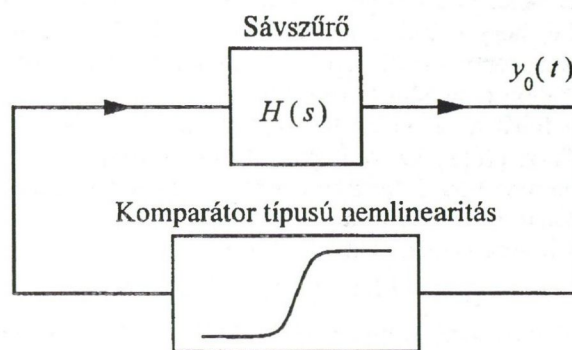 Sávszűrő
y₀(t)
H(s)
Komparátor típusú nemlinearitás